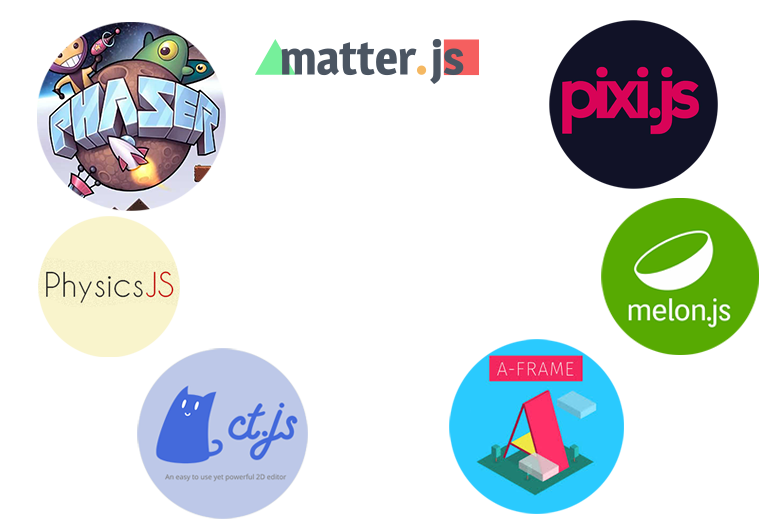 PHASER
matter.js
pixi.js
PhysicsJS
melon.js
ct.js
An easy to use yet powerful 2D editor
A-FRAME